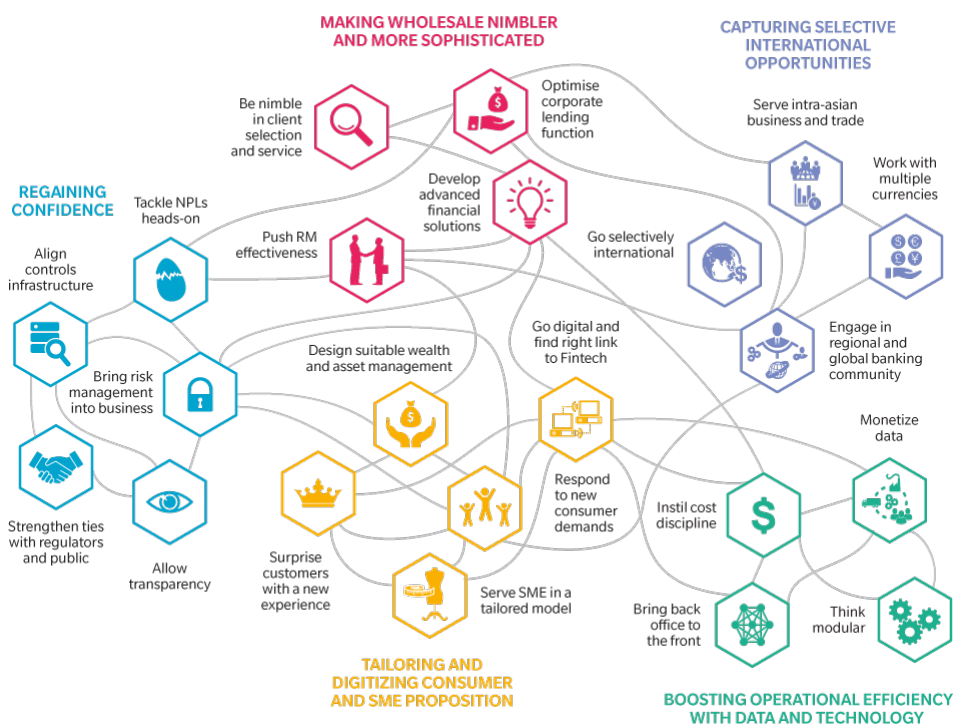 MAKING WHOLESALE NIMBLER
AND MORE SOPHISTICATED
CAPTURING SELECTIVE
INTERNATIONAL
OPPORTUNITIES
Be nimble
in client
selection
and service
Optimise
corporate
lending
function
Serve intra-asian
business and trade
Work with
multiple
currencies
REGAINING
CONFIDENCE
Tackle NPLs
heads-on
Develop
advanced
financial
solutions
Push RM
effectiveness
Go selectively
international
Align
controls
infrastructure
Design suitable wealth
and asset management
Go digital and
find right link
to Fintech
Engage in
regional and
global banking
community
Bring risk
management
into business
Monetize
data
Strengthen ties
with regulators
and public
Allow
transparency
Surprise
customers
with a new
experience
Respond
to new
consumer
demands
Instil cost
discipline
Serve SME in a
tailored model
Bring back
office to
the front
Think
modular
TAILORING AND
DIGITIZING CONSUMER
AND SME PROPOSITION
BOOSTING OPERATIONAL EFFICIENCY
WITH DATA AND TECHNOLOGY